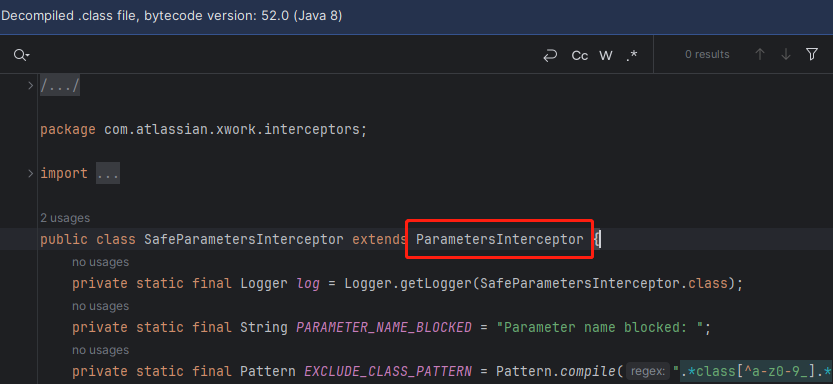 Decompiled .class file, bytecode version: 52.0 (Java 8)
Cc W .* 0 results
/.../
package com.atlassian.xwork.interceptors;
import ...
2 usages
public class SafeParametersInterceptor extends ParametersInterceptor {
no usages
private static final Logger log = Logger.getLogger(SafeParametersInterceptor.class);
no usages
private static final String PARAMETER_NAME_BLOCKED = "Parameter name blocked: ";
no usages
private static final Pattern EXCLUDE_CLASS_PATTERN = Pattern.compile( regex: ".*class[^a-z0-9_].*